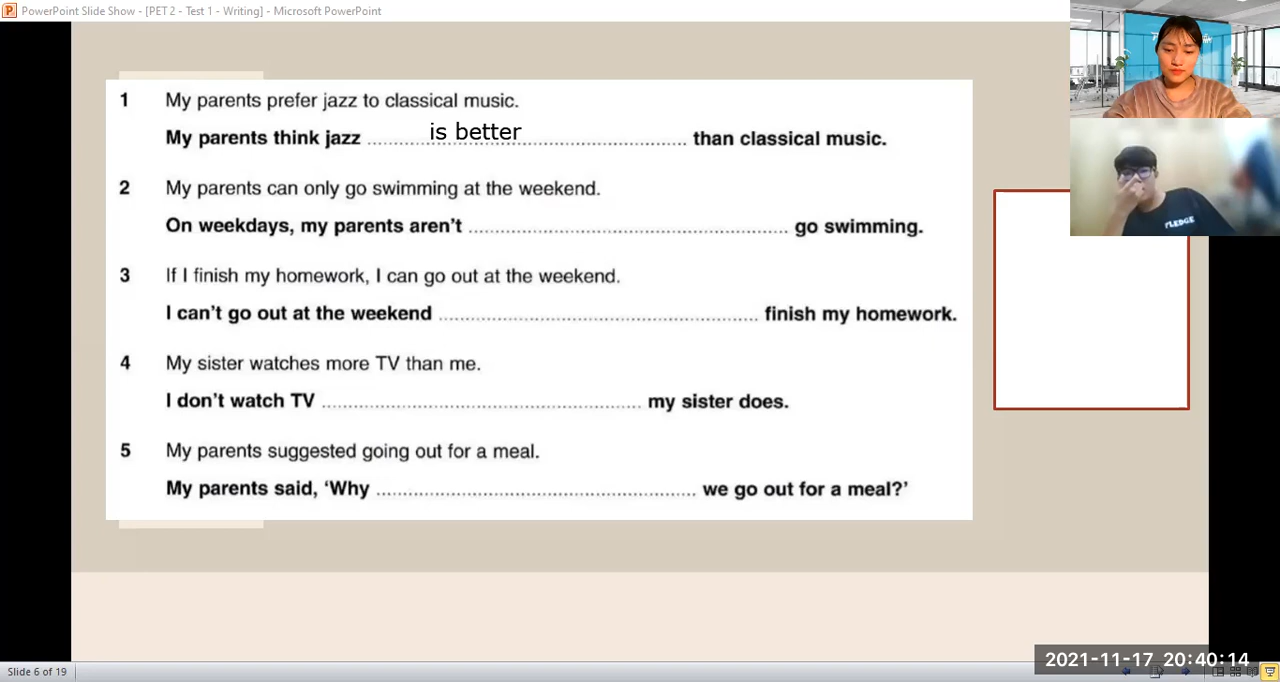 PowerPoint Slide Show - [PET 2 - Test 1 - Writing] - Microsoft PowerPoint
1 My parents prefer jazz to classical music.
My parents think jazz ........ is better ........ than classical music.
2 My parents can only go swimming at the weekend.
On weekdays, my parents aren't ........ go swimming.
3 If I finish my homework, I can go out at the weekend.
I can't go out at the weekend ........ finish my homework.
4 My sister watches more TV than me.
I don't watch TV ........ my sister does.
5 My parents suggested going out for a meal.
My parents said, 'Why ........ we go out for a meal?'
PLEDGE
2021-11-17 20:40:14
Slide 6 of 19